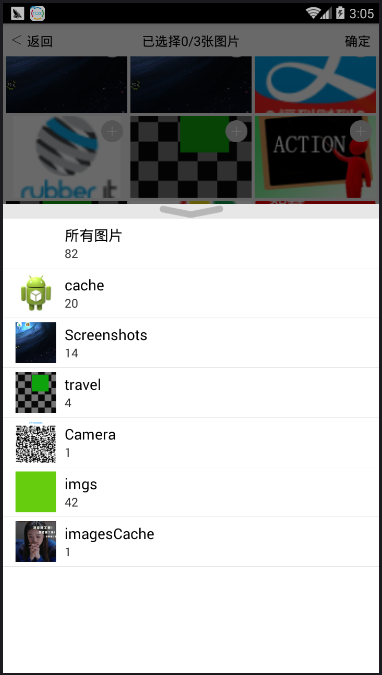 3:05
< 返回
已选择0/3张图片
确定
rubber it
ACTION
所有图片
82
cache
20
Screenshots
14
travel
4
Camera
1
imgs
42
imagesCache
1